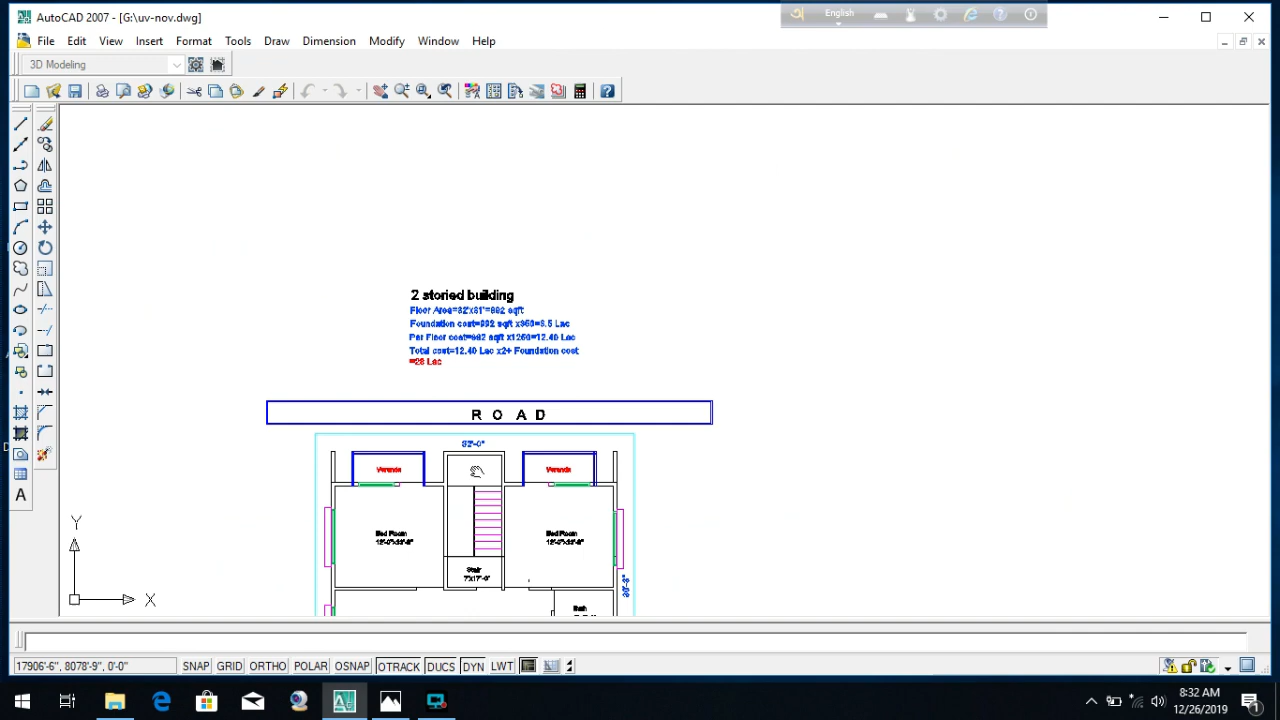 AutoCAD 2007 - [G:\uv-nov.dwg]
English
File Edit View Insert Format Tools Draw Dimension Modify Window Help
3D Modeling
2 storied building
Floor Area=32'x31'=992 sqft
Foundation cost=992 sqft x350=3.5 Lac
Per Floor cost=992 sqft x1250=12.40 Lac
Total cost=12.40 Lac x2+ Foundation cost
=28 Lac
R O A D
32'-0"
Veranda Veranda
Bed Room Bed Room
Stair
7'X17'-0"
Bath
Y
X
A
17906'-6", 8078'-9", 0'-0" SNAP GRID ORTHO POLAR OSNAP OTRACK DUCS DYN LWT
8:32 AM
12/26/2019
1